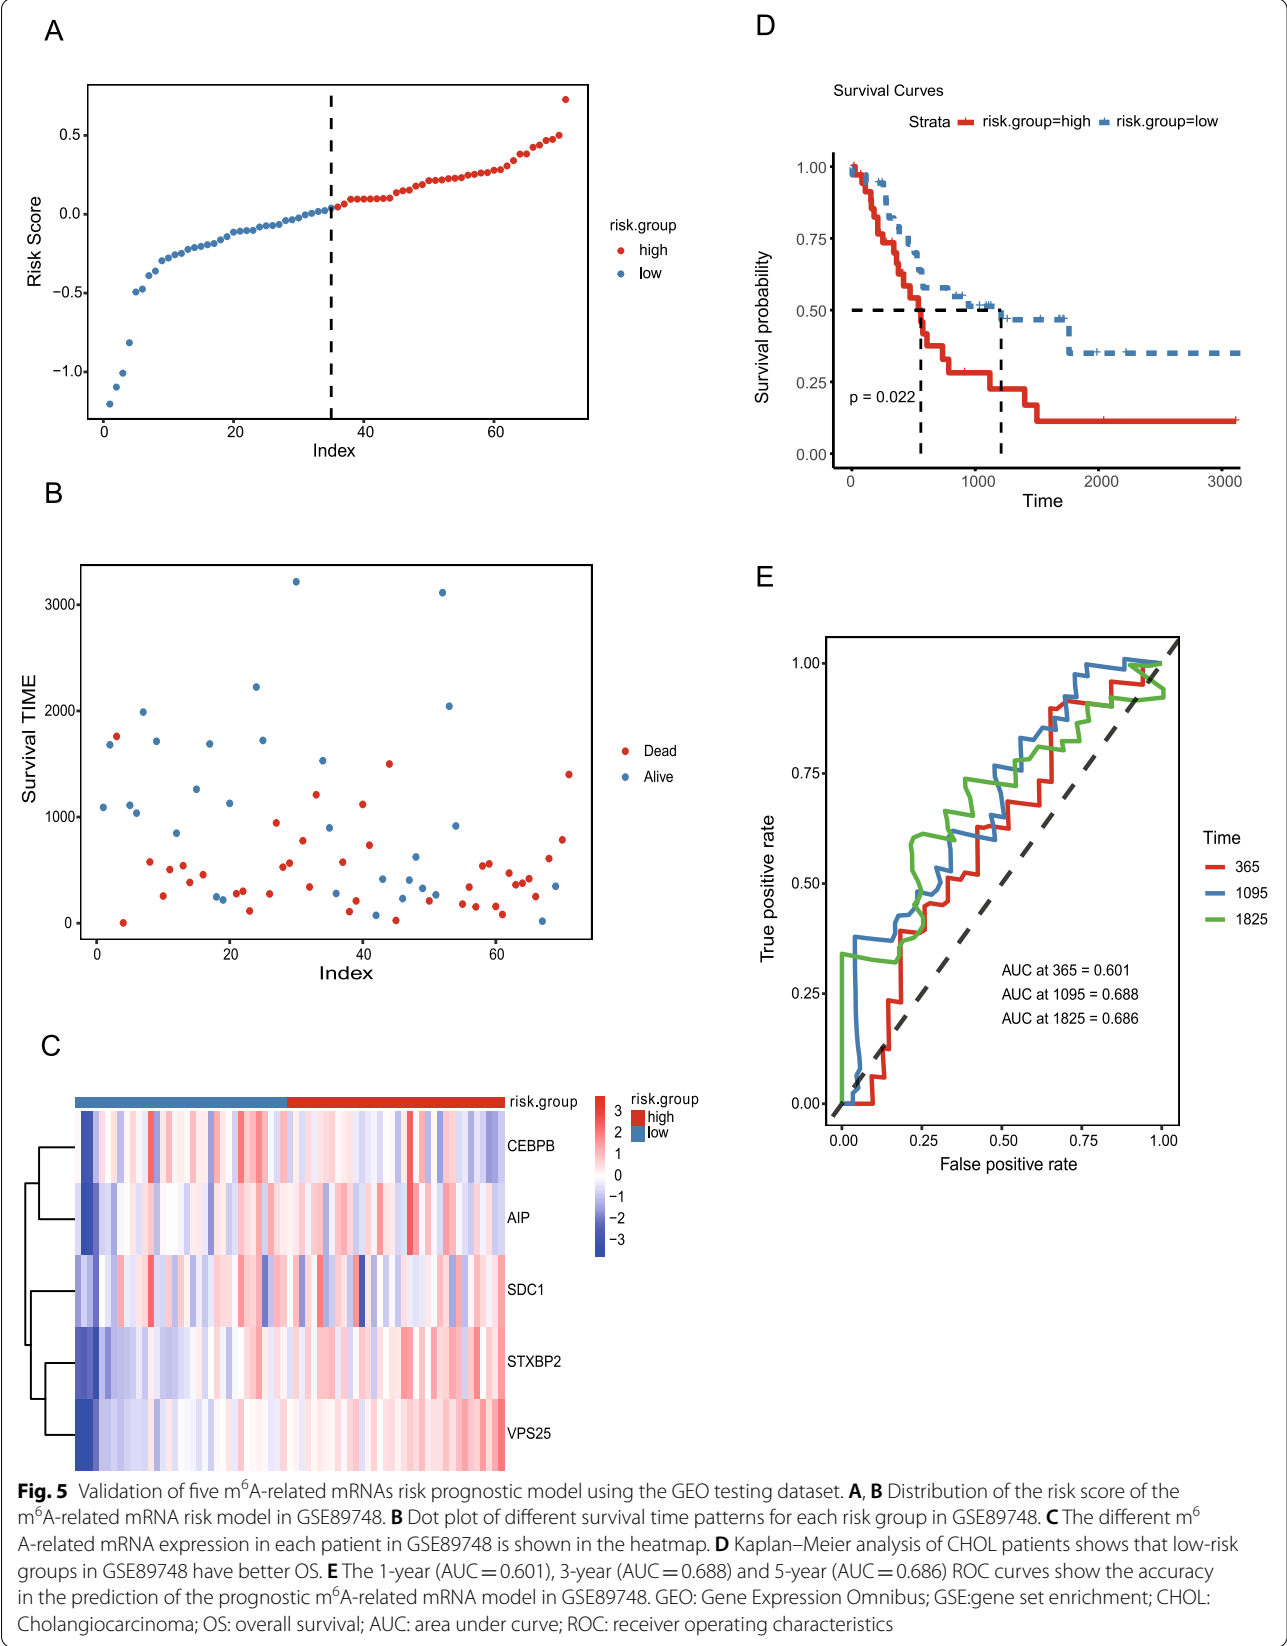 A
0.5
0.0
−0.5
−1.0
Risk Score
0
20
40
60
Index
risk.group
high
low
B
3000
2000
1000
0
Survival TIME
0
20
40
60
Index
Dead
Alive
C
risk.group
CEBPB
AIP
SDC1
STXBP2
VPS25
3
2
1
0
−1
−2
−3
risk.group
high
low
D
Survival Curves
Strata risk.group=high risk.group=low
1.00
0.75
0.50
0.25
0.00
Survival probability
p = 0.022
0
1000
2000
3000
Time
E
1.00
0.75
0.50
0.25
0.00
True positive rate
AUC at 365 = 0.601
AUC at 1095 = 0.688
AUC at 1825 = 0.686
0.00
0.25
0.50
0.75
1.00
False positive rate
Time
365
1095
1825
Fig. 5 Validation of five m6A-related mRNAs risk prognostic model using the GEO testing dataset. A, B Distribution of the risk score of the
m6A-related mRNA risk model in GSE89748. B Dot plot of different survival time patterns for each risk group in GSE89748. C The different m6
A-related mRNA expression in each patient in GSE89748 is shown in the heatmap. D Kaplan–Meier analysis of CHOL patients shows that low-risk
groups in GSE89748 have better OS. E The 1-year (AUC = 0.601), 3-year (AUC = 0.688) and 5-year (AUC = 0.686) ROC curves show the accuracy
in the prediction of the prognostic m6A-related mRNA model in GSE89748. GEO: Gene Expression Omnibus; GSE:gene set enrichment; CHOL:
Cholangiocarcinoma; OS: overall survival; AUC: area under curve; ROC: receiver operating characteristics